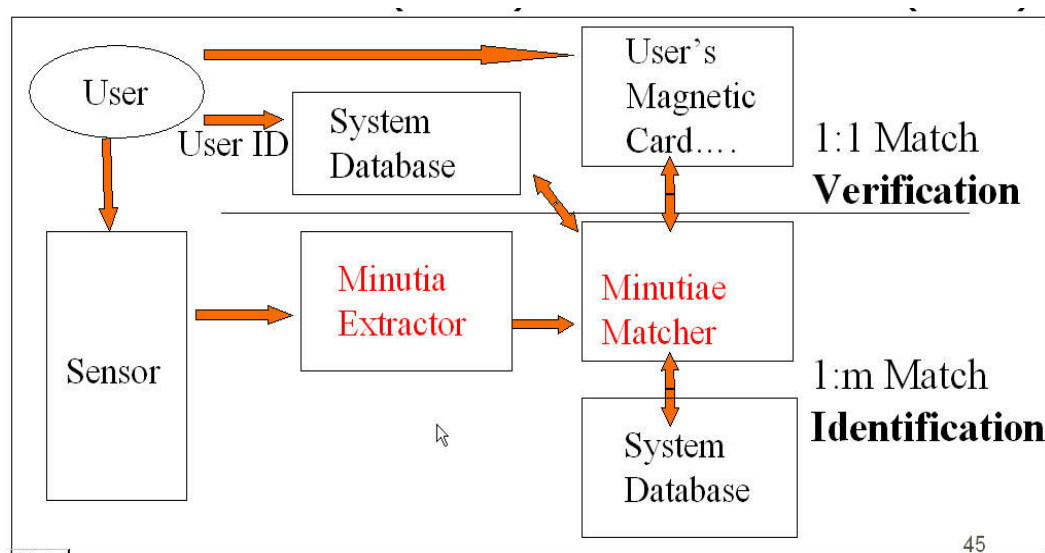 User
User ID
System
Database
User's
Magnetic
Card....
1:1 Match
Verification
Sensor
Minutia
Extractor
Minutiae
Matcher
1:m Match
Identification
System
Database
45